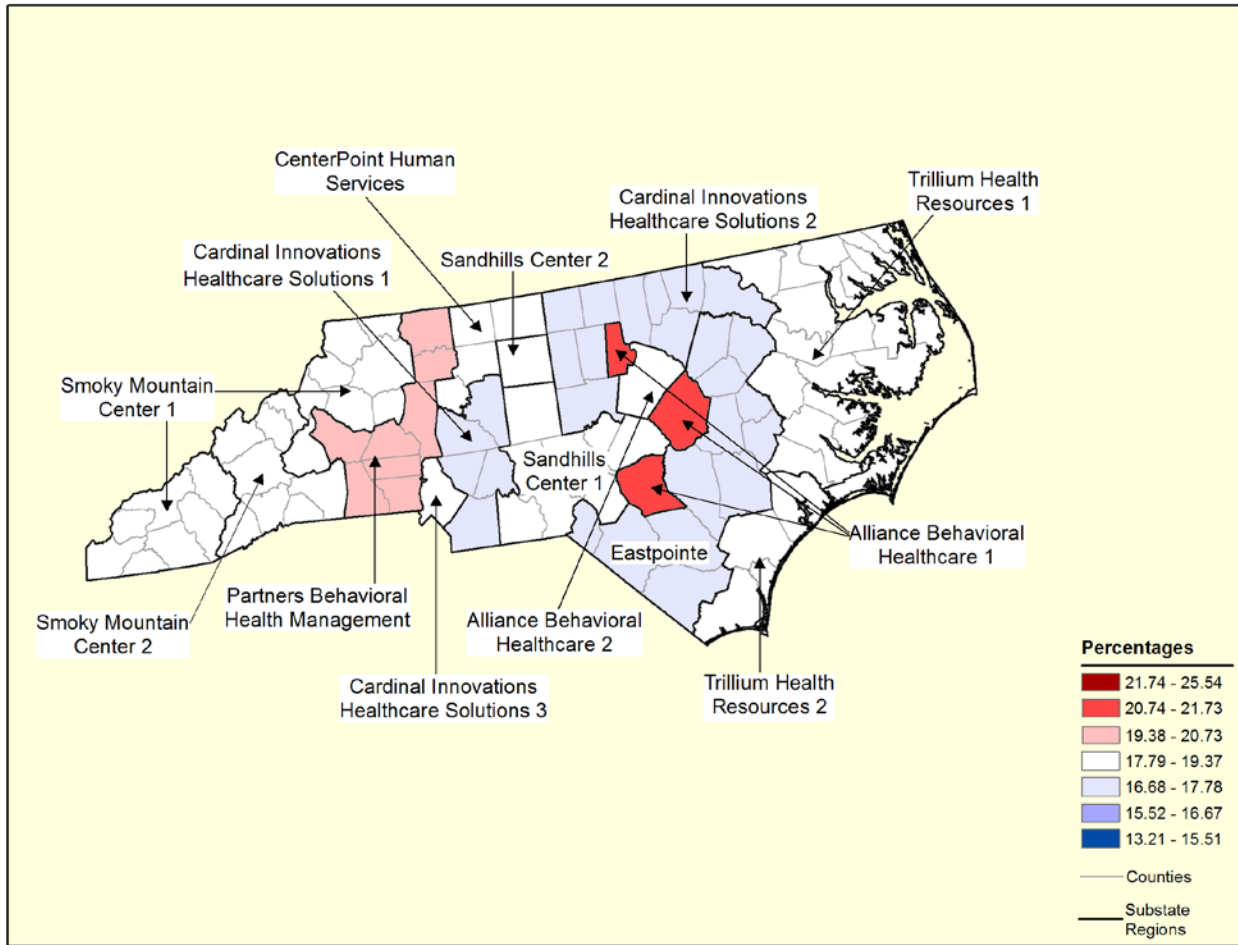 CenterPoint Human
Services
Trillium Health
Resources 1
Cardinal Innovations
Healthcare Solutions 2
Cardinal Innovations
Healthcare Solutions 1
Sandhills Center 2
Smoky Mountain
Center 1
Sandhills
Center 1
Alliance Behavioral
Healthcare 1
Eastpointe
Partners Behavioral
Health Management
Smoky Mountain
Center 2
Alliance Behavioral
Healthcare 2
Cardinal Innovations
Healthcare Solutions 3
Trillium Health
Resources 2
Percentages
21.74 - 25.54
20.74 - 21.73
19.38 - 20.73
17.79 - 19.37
16.68 - 17.78
15.52 - 16.67
13.21 - 15.51
Counties
Substate
Regions